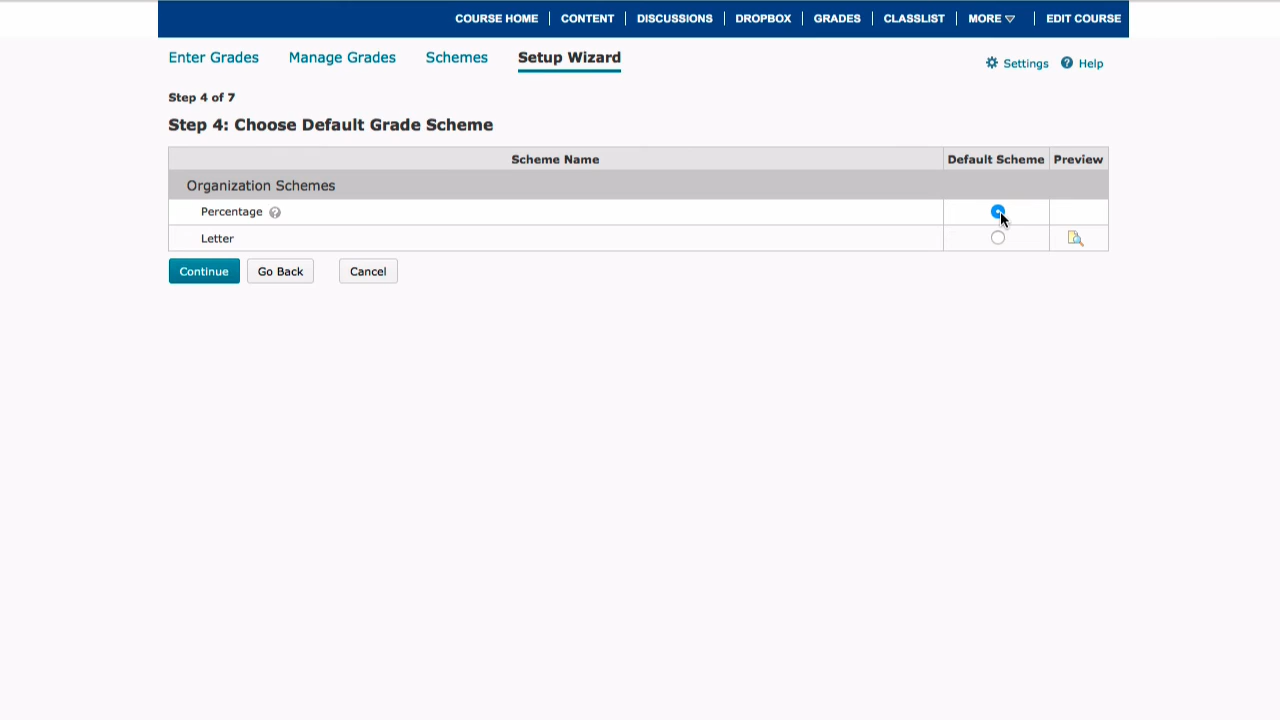 COURSE HOME CONTENT DISCUSSIONS DROPBOX GRADES CLASSLIST MORE EDIT COURSE
Enter Grades Manage Grades Schemes Setup Wizard Settings Help
Step 4 of 7
Step 4: Choose Default Grade Scheme
Scheme Name Default Scheme Preview
Organization Schemes
Percentage
Letter
Continue Go Back Cancel